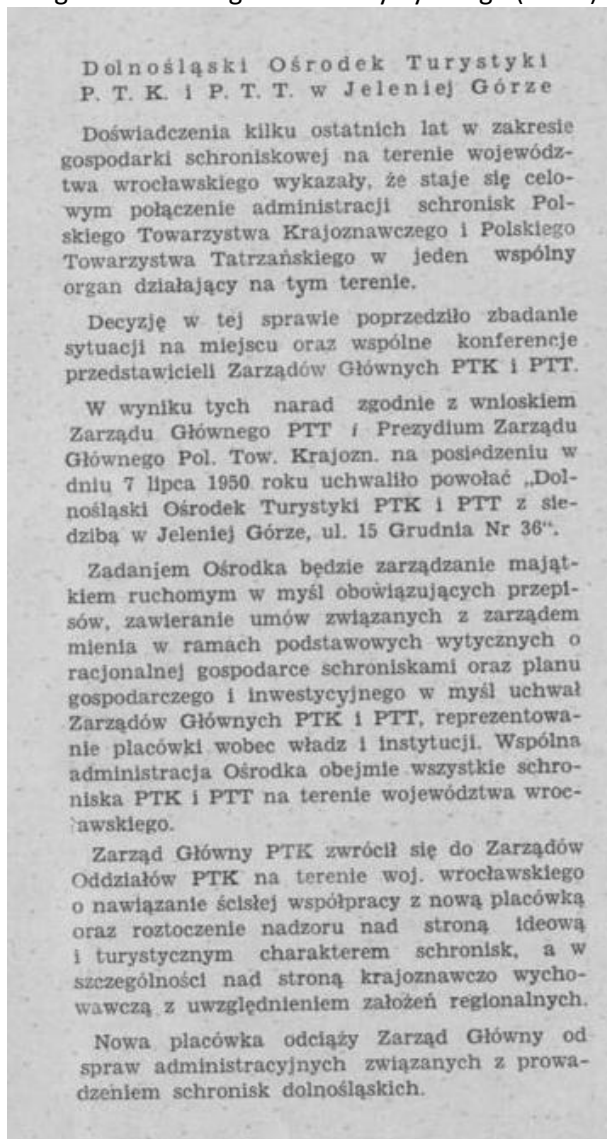 Dolnośląski Ośrodek Turystyki
P. T. K. i P. T. T. w Jeleniej Górze
Doświadczenia kilku ostatnich lat w zakresie
gospodarki schroniskowej na terenie wojewódz-
twa wrocławskiego wykazały, że staje się celo-
wym połączenie administracji schronisk Pol-
skiego Towarzystwa Krajoznawczego i Polskiego
Towarzystwa Tatrzańskiego w jeden wspólny
organ działający na tym terenie.
Decyzję w tej sprawie poprzedziło zbadanie
sytuacji na miejscu oraz wspólne konferencje
przedstawicieli Zarządów Głównych PTK i PTT.
W wyniku tych narad zgodnie z wnioskiem
Zarządu Głównego PTT i Prezydium Zarządu
Głównego Pol. Tow. Krajozn. na posiedzeniu w
dniu 7 lipca 1950 roku uchwaliło powołać „Dol-
nośląski Ośrodek Turystyki PTK i PTT z sie-
dzibą w Jeleniej Górze, ul. 15 Grudnia Nr 36“.
Zadanjem Ośrodka będzie zarządzanie mająt-
kiem ruchomym w myśl obowiązujących przepi-
sów, zawieranie umów związanych z zarządem
mienia w ramach podstawowych wytycznych o
racjonalnej gospodarce schroniskami oraz planu
gospodarczego i inwestycyjnego w myśl uchwał
Zarządów Głównych PTK i PTT, reprezentowa-
nie placówki wobec władz i instytucji. Wspólna
administracja Ośrodka obejmie wszystkie schro-
niska PTK i PTT na terenie województwa wroc-
awskiego.
Zarząd Główny PTK zwrócił się do Zarządów
Oddziałów PTK na terenie woj. wrocławskiego
o nawiązanie ścisłej współpracy z nową placówką
oraz roztoczenie nadzoru nad stroną ideową
i turystycznym charakterem schronisk, a w
szczególności nad stroną krajoznawczo wycho-
wawczą z uwzględnieniem założeń regionalnych.
Nowa placówka odciąży Zarząd Główny od
spraw administracyjnych związanych z prowa-
dzeniem schronisk dolnośląskich.